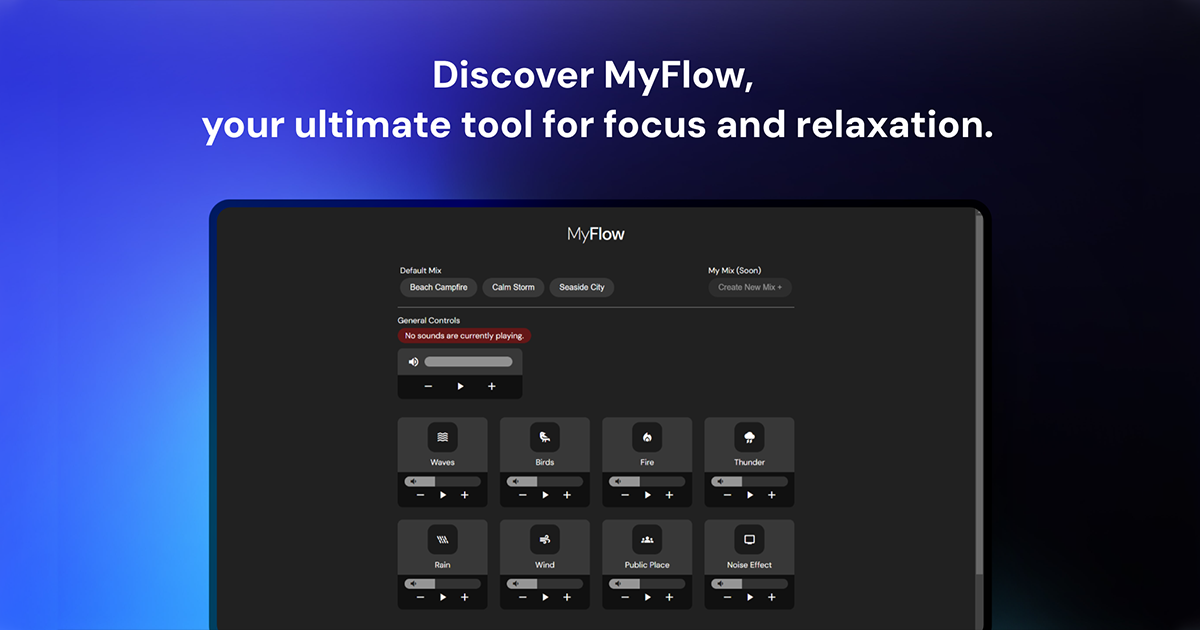 Discover MyFlow,
your ultimate tool for focus and relaxation.
MyFlow
Default Mix
My Mix (Soon)
Beach Campfire
Calm Storm
Seaside City
Create New Mix +
General Controls
No sounds are currently playing.
Waves
Birds
Fire
Thunder
Rain
Wind
Public Place
Noise Effect